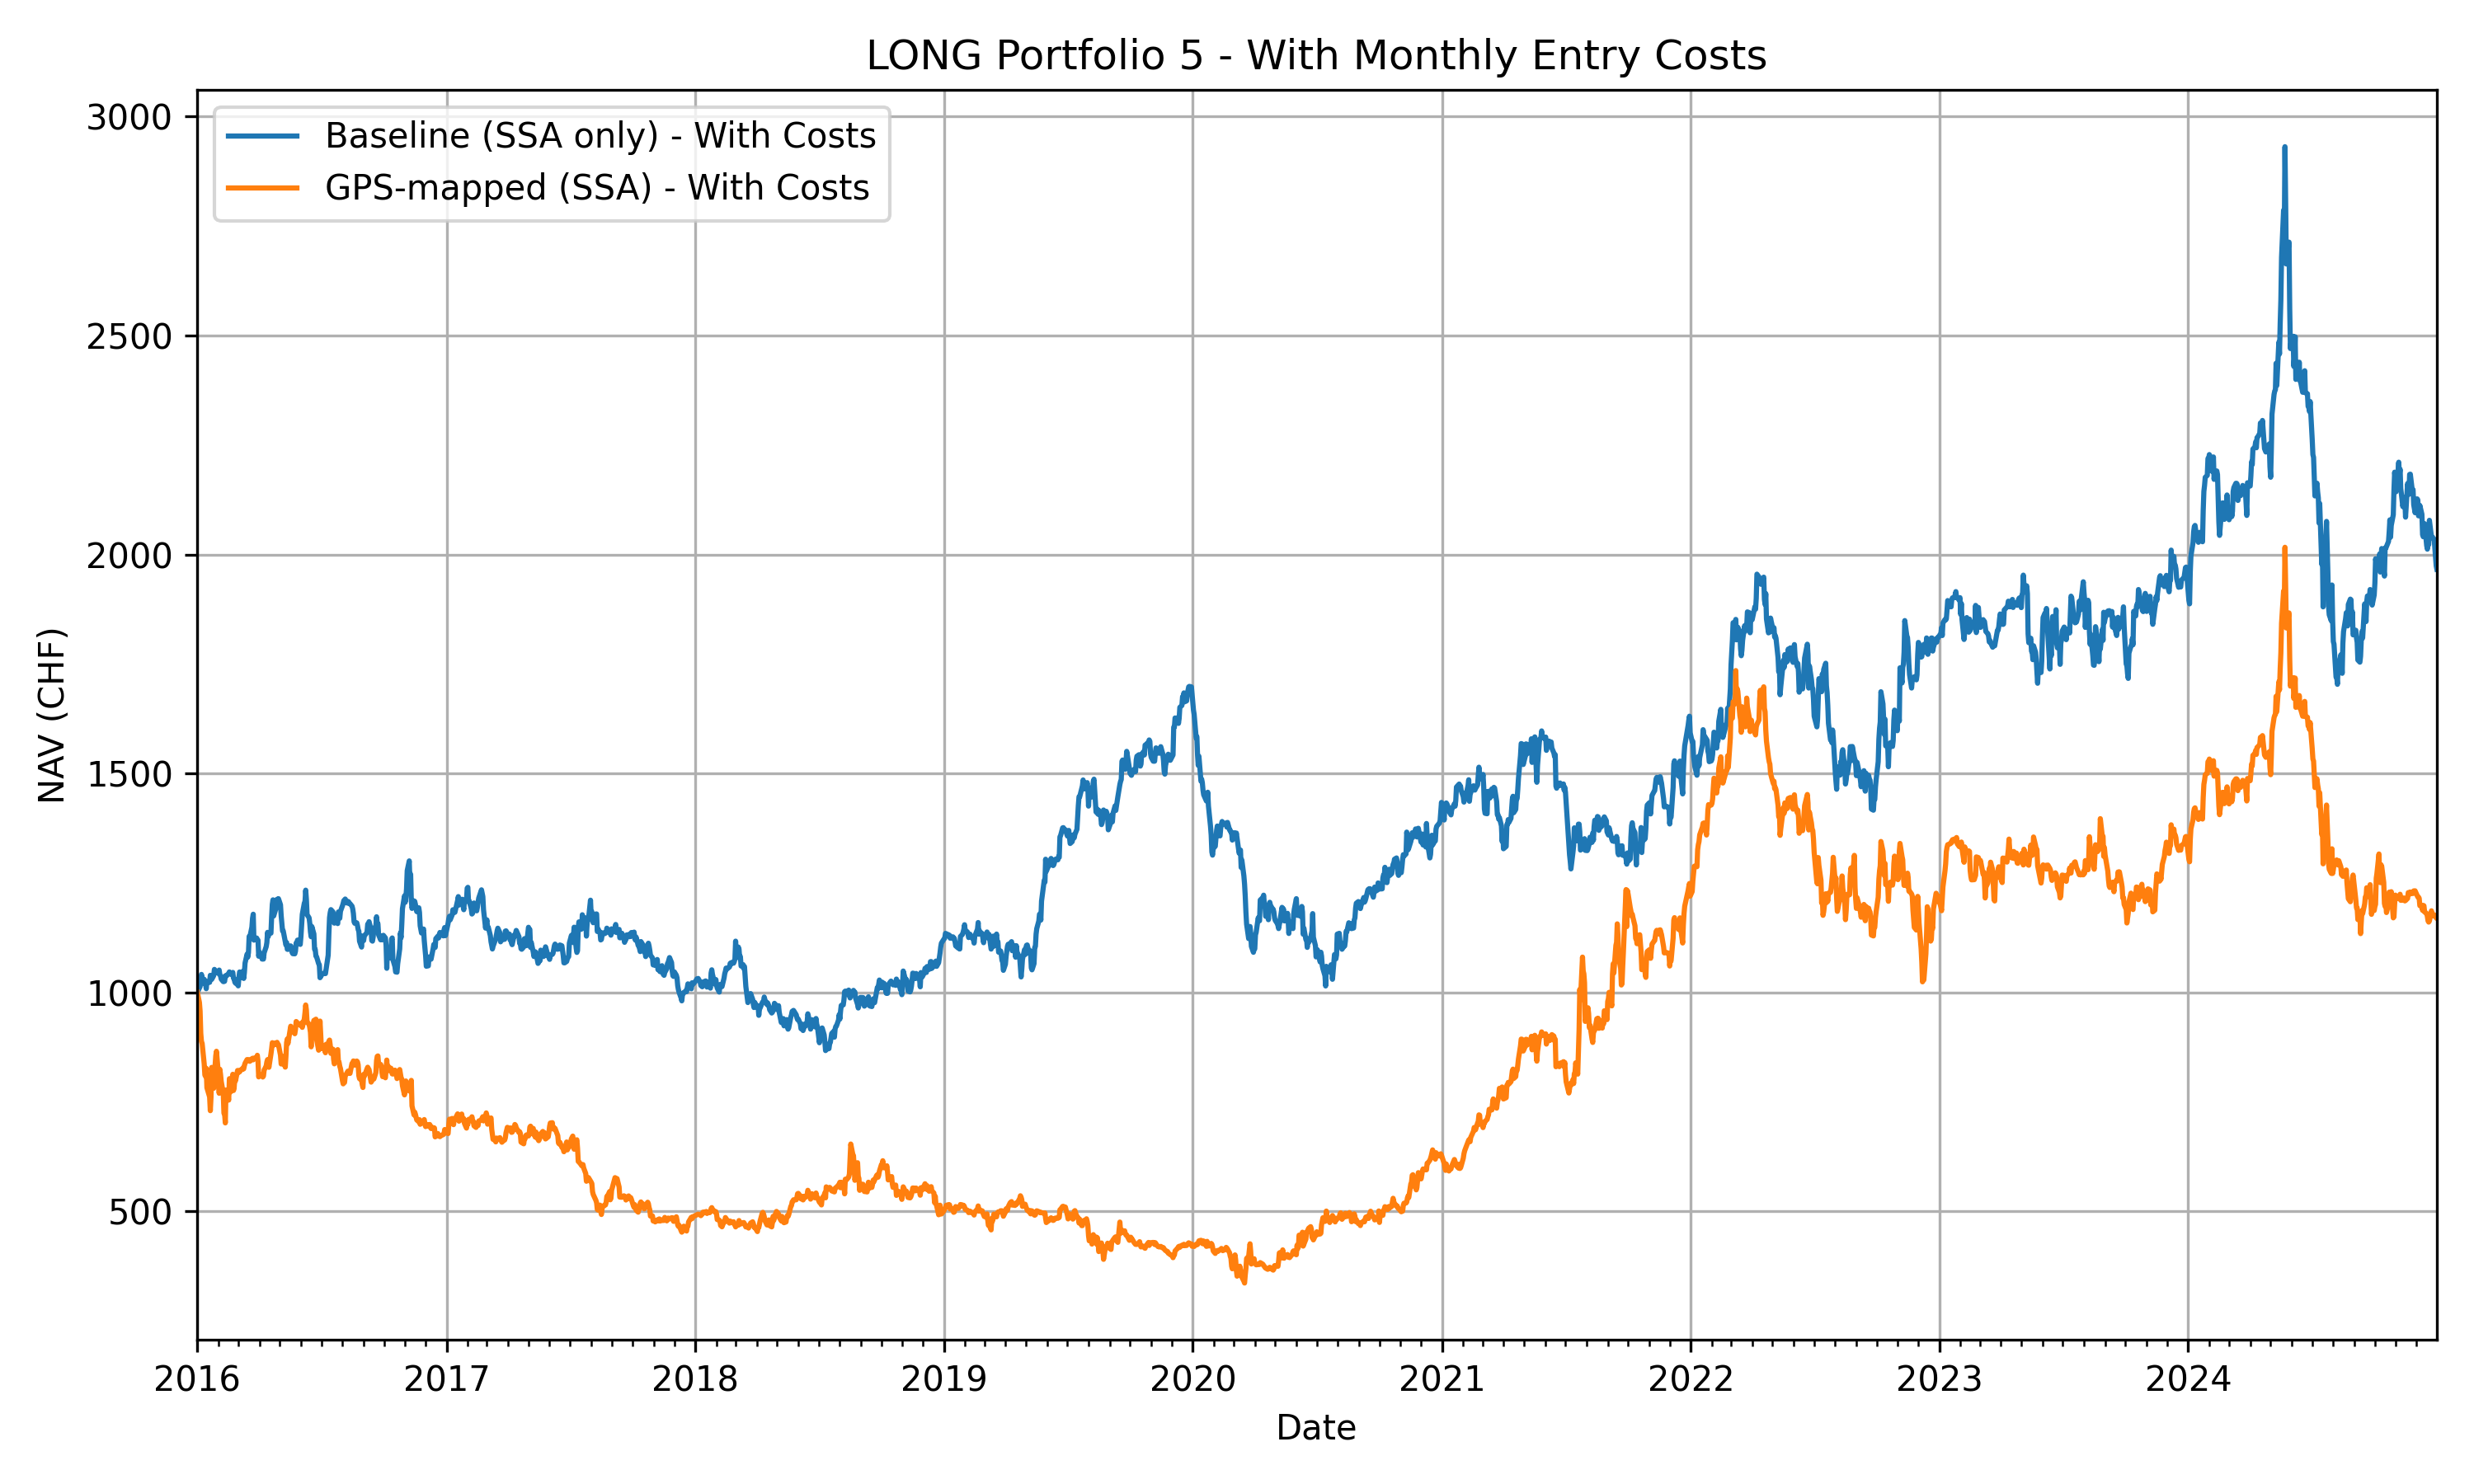 LONG Portfolio 5 - With Monthly Entry Costs
Baseline (SSA only) - With Costs
GPS-mapped (SSA) - With Costs
NAV (CHF)
3000
2500
2000
1500
1000
500
2016 2017 2018 2019 2020 2021 2022 2023 2024
Date